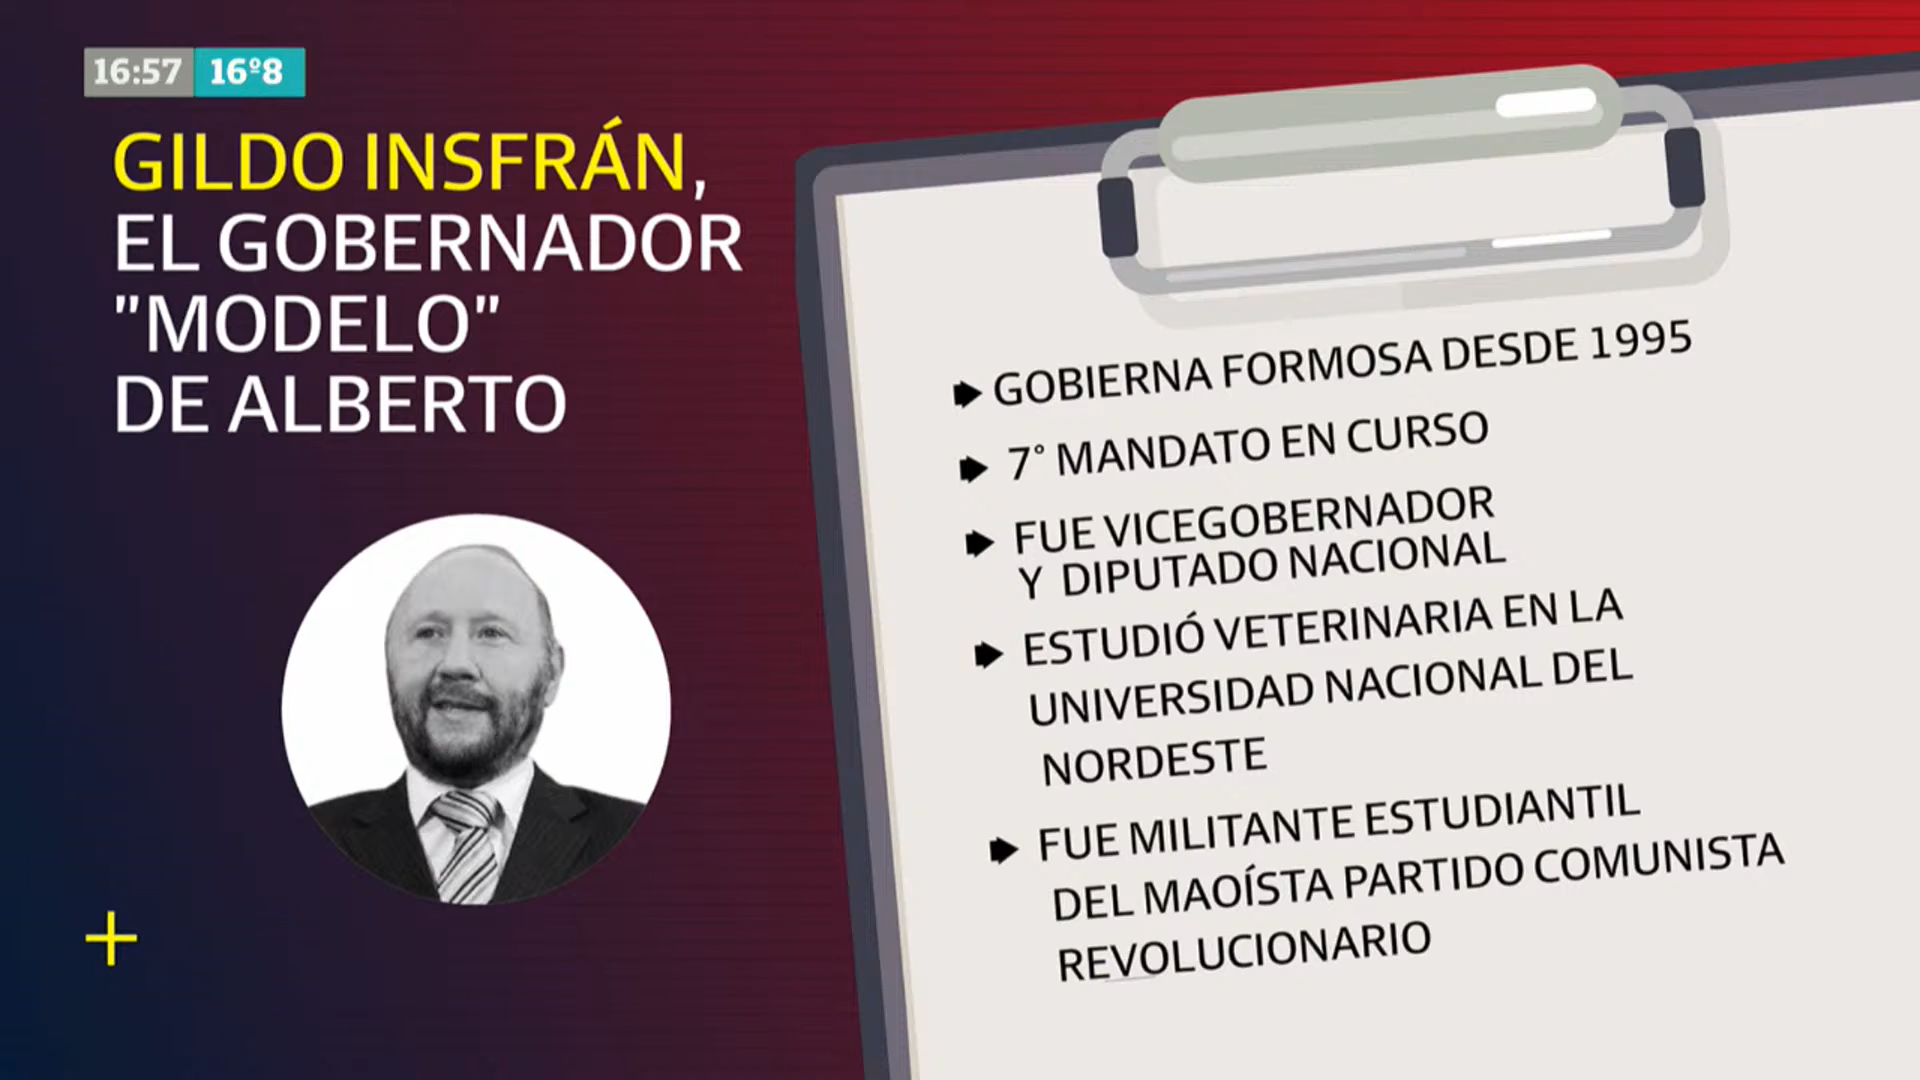 16:57 16º8
GILDO INSFRÁN,
EL GOBERNADOR
"MODELO"
DE ALBERTO
GOBIERNA FORMOSA DESDE 1995
7° MANDATO EN CURSO
FUE VICEGOBERNADOR
Y DIPUTADO NACIONAL
ESTUDIÓ VETERINARIA EN LA
UNIVERSIDAD NACIONAL DEL
NORDESTE
FUE MILITANTE ESTUDIANTIL
DEL MAOÍSTA PARTIDO COMUNISTA
REVOLUCIONARIO